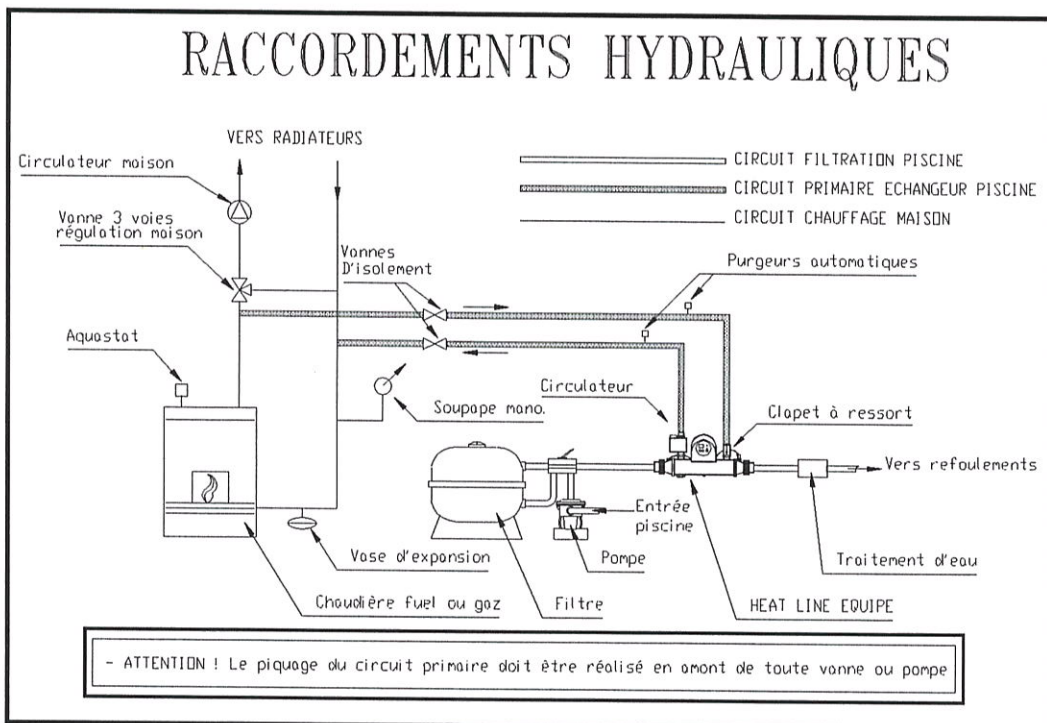 RACCORDEMENTS HYDRAULIQUES
VERS RADIATEURS
Circulateur maison
Vanne 3 voies
régulation maison
CIRCUIT FILTRATION PISCINE
CIRCUIT PRIMAIRE ECHANGEUR PISCINE
CIRCUIT CHAUFFAGE MAISON
Vannes
D'isolement
Purgeurs automatiques
Aquastat
Soupape mano.
Circulateur
Clapet à ressort
Vers refoulements
Entrée
piscine
Vase d'expansion
Pompe
Traitement d'eau
Chaudière fuel ou gaz
Filtre
HEAT LINE EQUIPE
- ATTENTION ! Le piquage du circuit primaire doit être réalisé en amont de toute vanne ou pompe